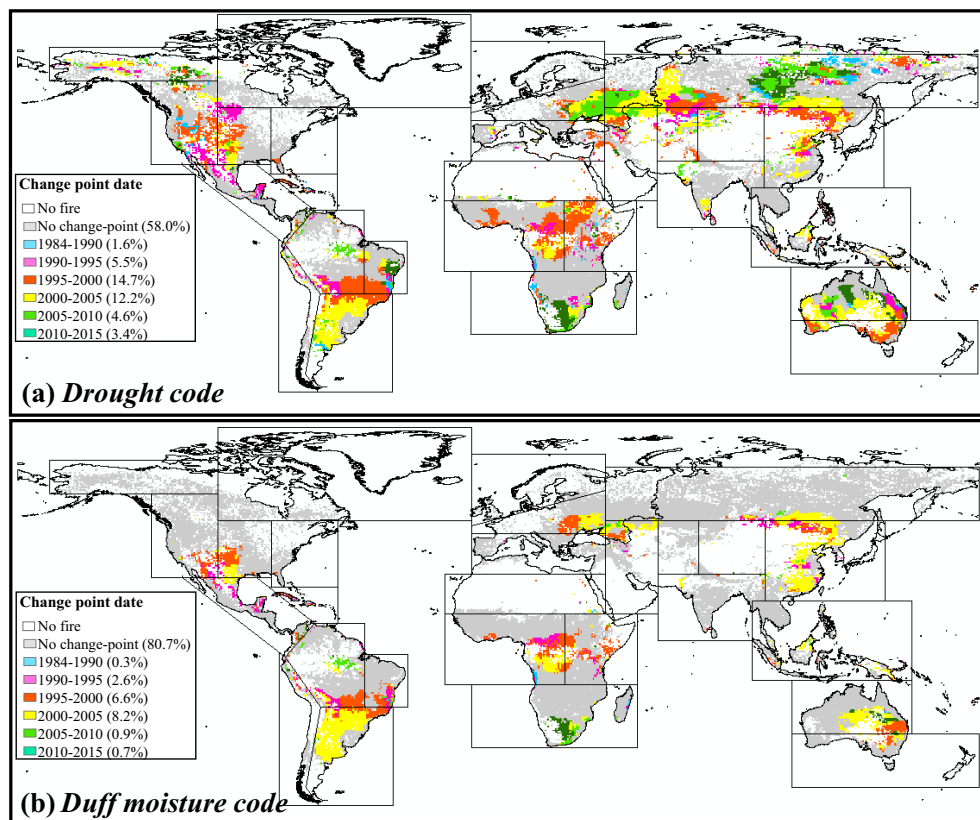 Change point date
No fire
No change-point (58.0%)
1984-1990 (1.6%)
1990-1995 (5.5%)
1995-2000 (14.7%)
2000-2005 (12.2%)
2005-2010 (4.6%)
2010-2015 (3.4%)
(a) Drought code
Change point date
No fire
No change-point (80.7%)
1984-1990 (0.3%)
1990-1995 (2.6%)
1995-2000 (6.6%)
2000-2005 (8.2%)
2005-2010 (0.9%)
2010-2015 (0.7%)
(b) Duff moisture code